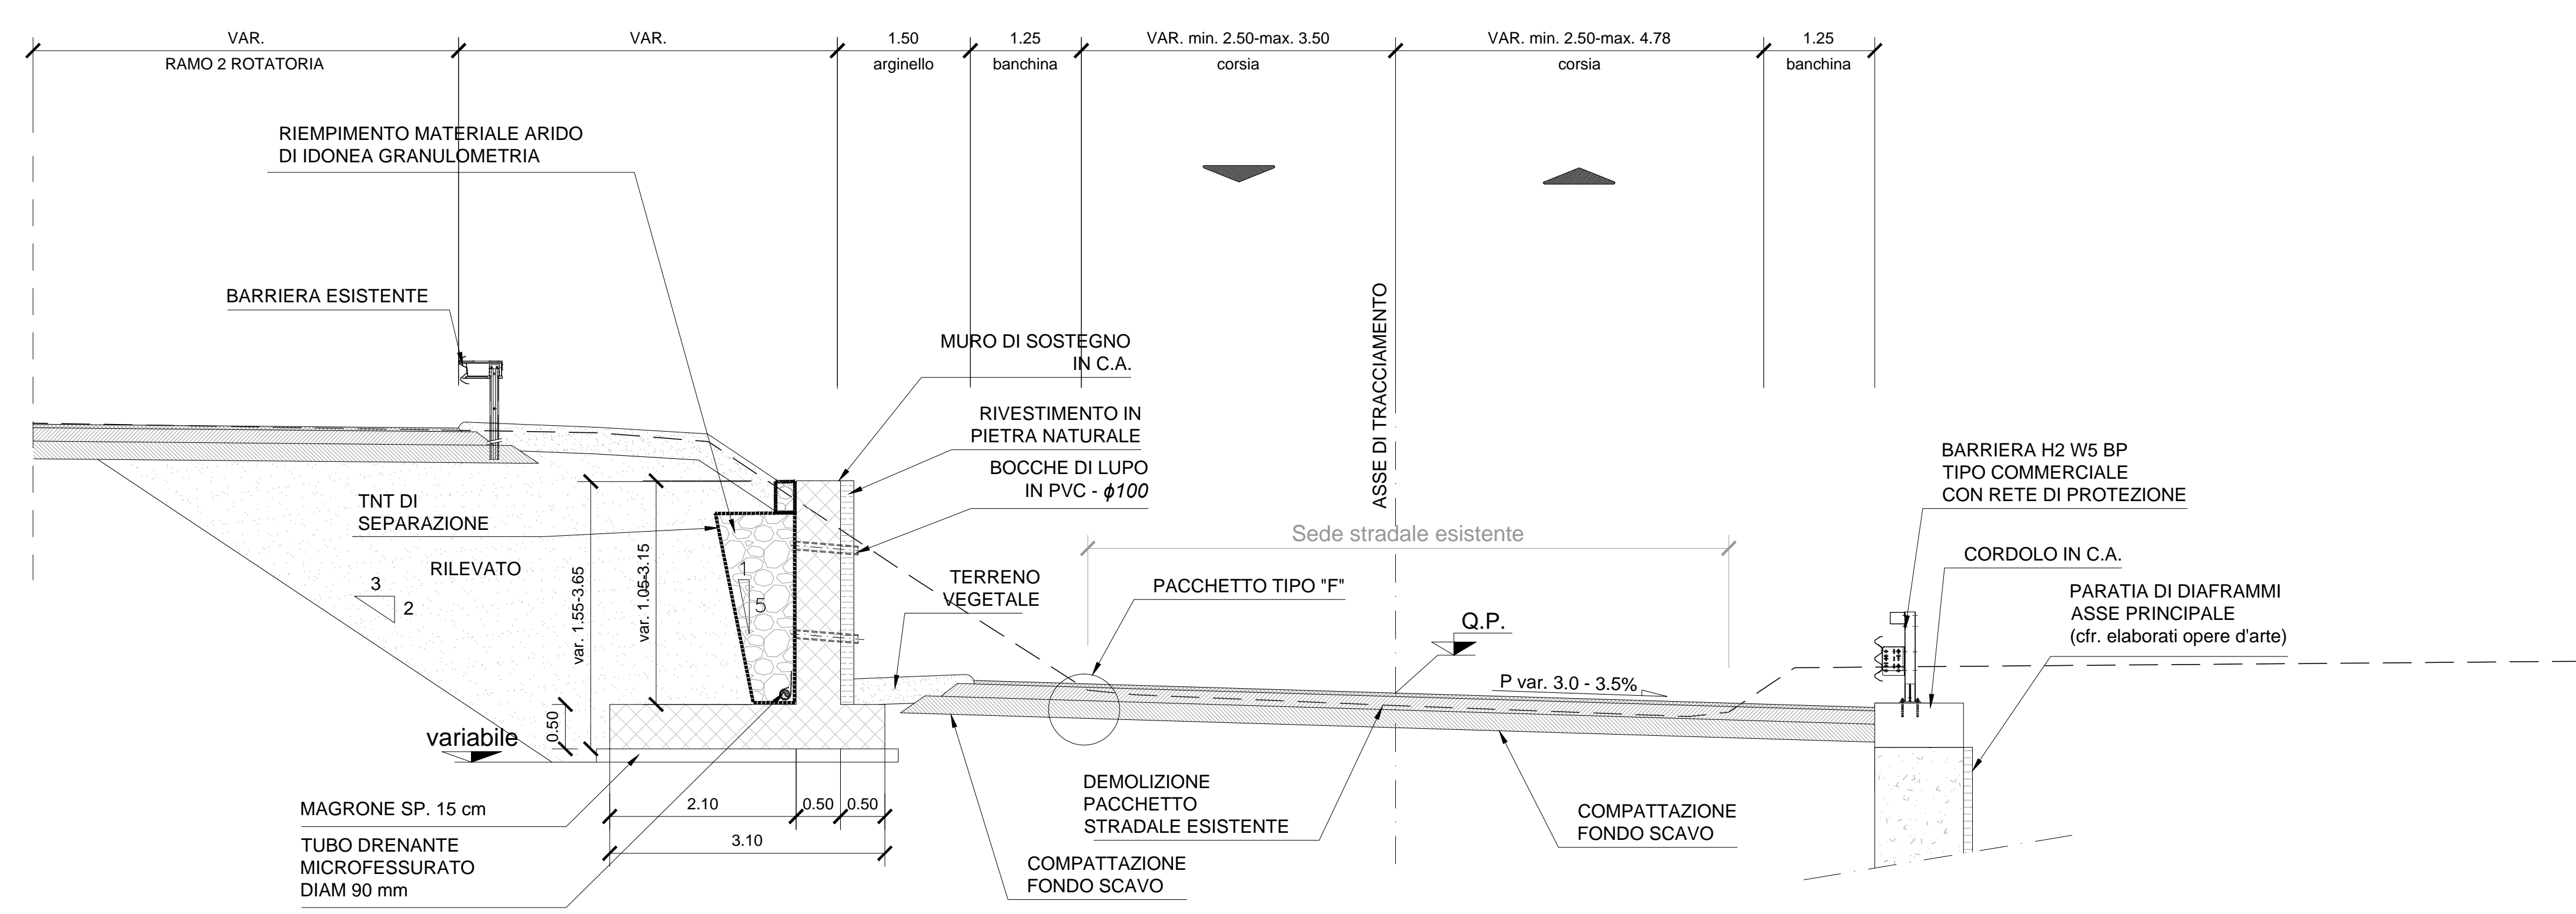 VAR.
VAR.
1.50
1.25
VAR. min. 2.50-max. 3.50
VAR. min. 2.50-max. 4.78
1.25
RAMO 2 ROTATORIA
arginello
banchina
corsia
corsia
banchina
RIEMPIMENTO MATERIALE ARIDO
DI IDONEA GRANULOMETRIA
BARRIERA ESISTENTE
MURO DI SOSTEGNO
IN C.A.
RIVESTIMENTO IN
PIETRA NATURALE
BOCCHE DI LUPO
IN PVC - ϕ100
ASSE DI TRACCIAMENTO
BARRIERA H2 W5 BP
TIPO COMMERCIALE
CON RETE DI PROTEZIONE
TNT DI
SEPARAZIONE
Sede stradale esistente
CORDOLO IN C.A.
RILEVATO
3
2
var. 1.55-3.65
var. 1.05-3.15
1
5
TERRENO
VEGETALE
PACCHETTO TIPO "F"
PARATIA DI DIAFRAMMI
ASSE PRINCIPALE
(cfr. elaborati opere d'arte)
Q.P.
P var. 3.0 - 3.5%
0.50
variabile
MAGRONE SP. 15 cm
2.10
0.50
0.50
3.10
DEMOLIZIONE
PACCHETTO
STRADALE ESISTENTE
COMPATTAZIONE
FONDO SCAVO
TUBO DRENANTE
MICROFESSURATO
DIAM 90 mm
COMPATTAZIONE
FONDO SCAVO